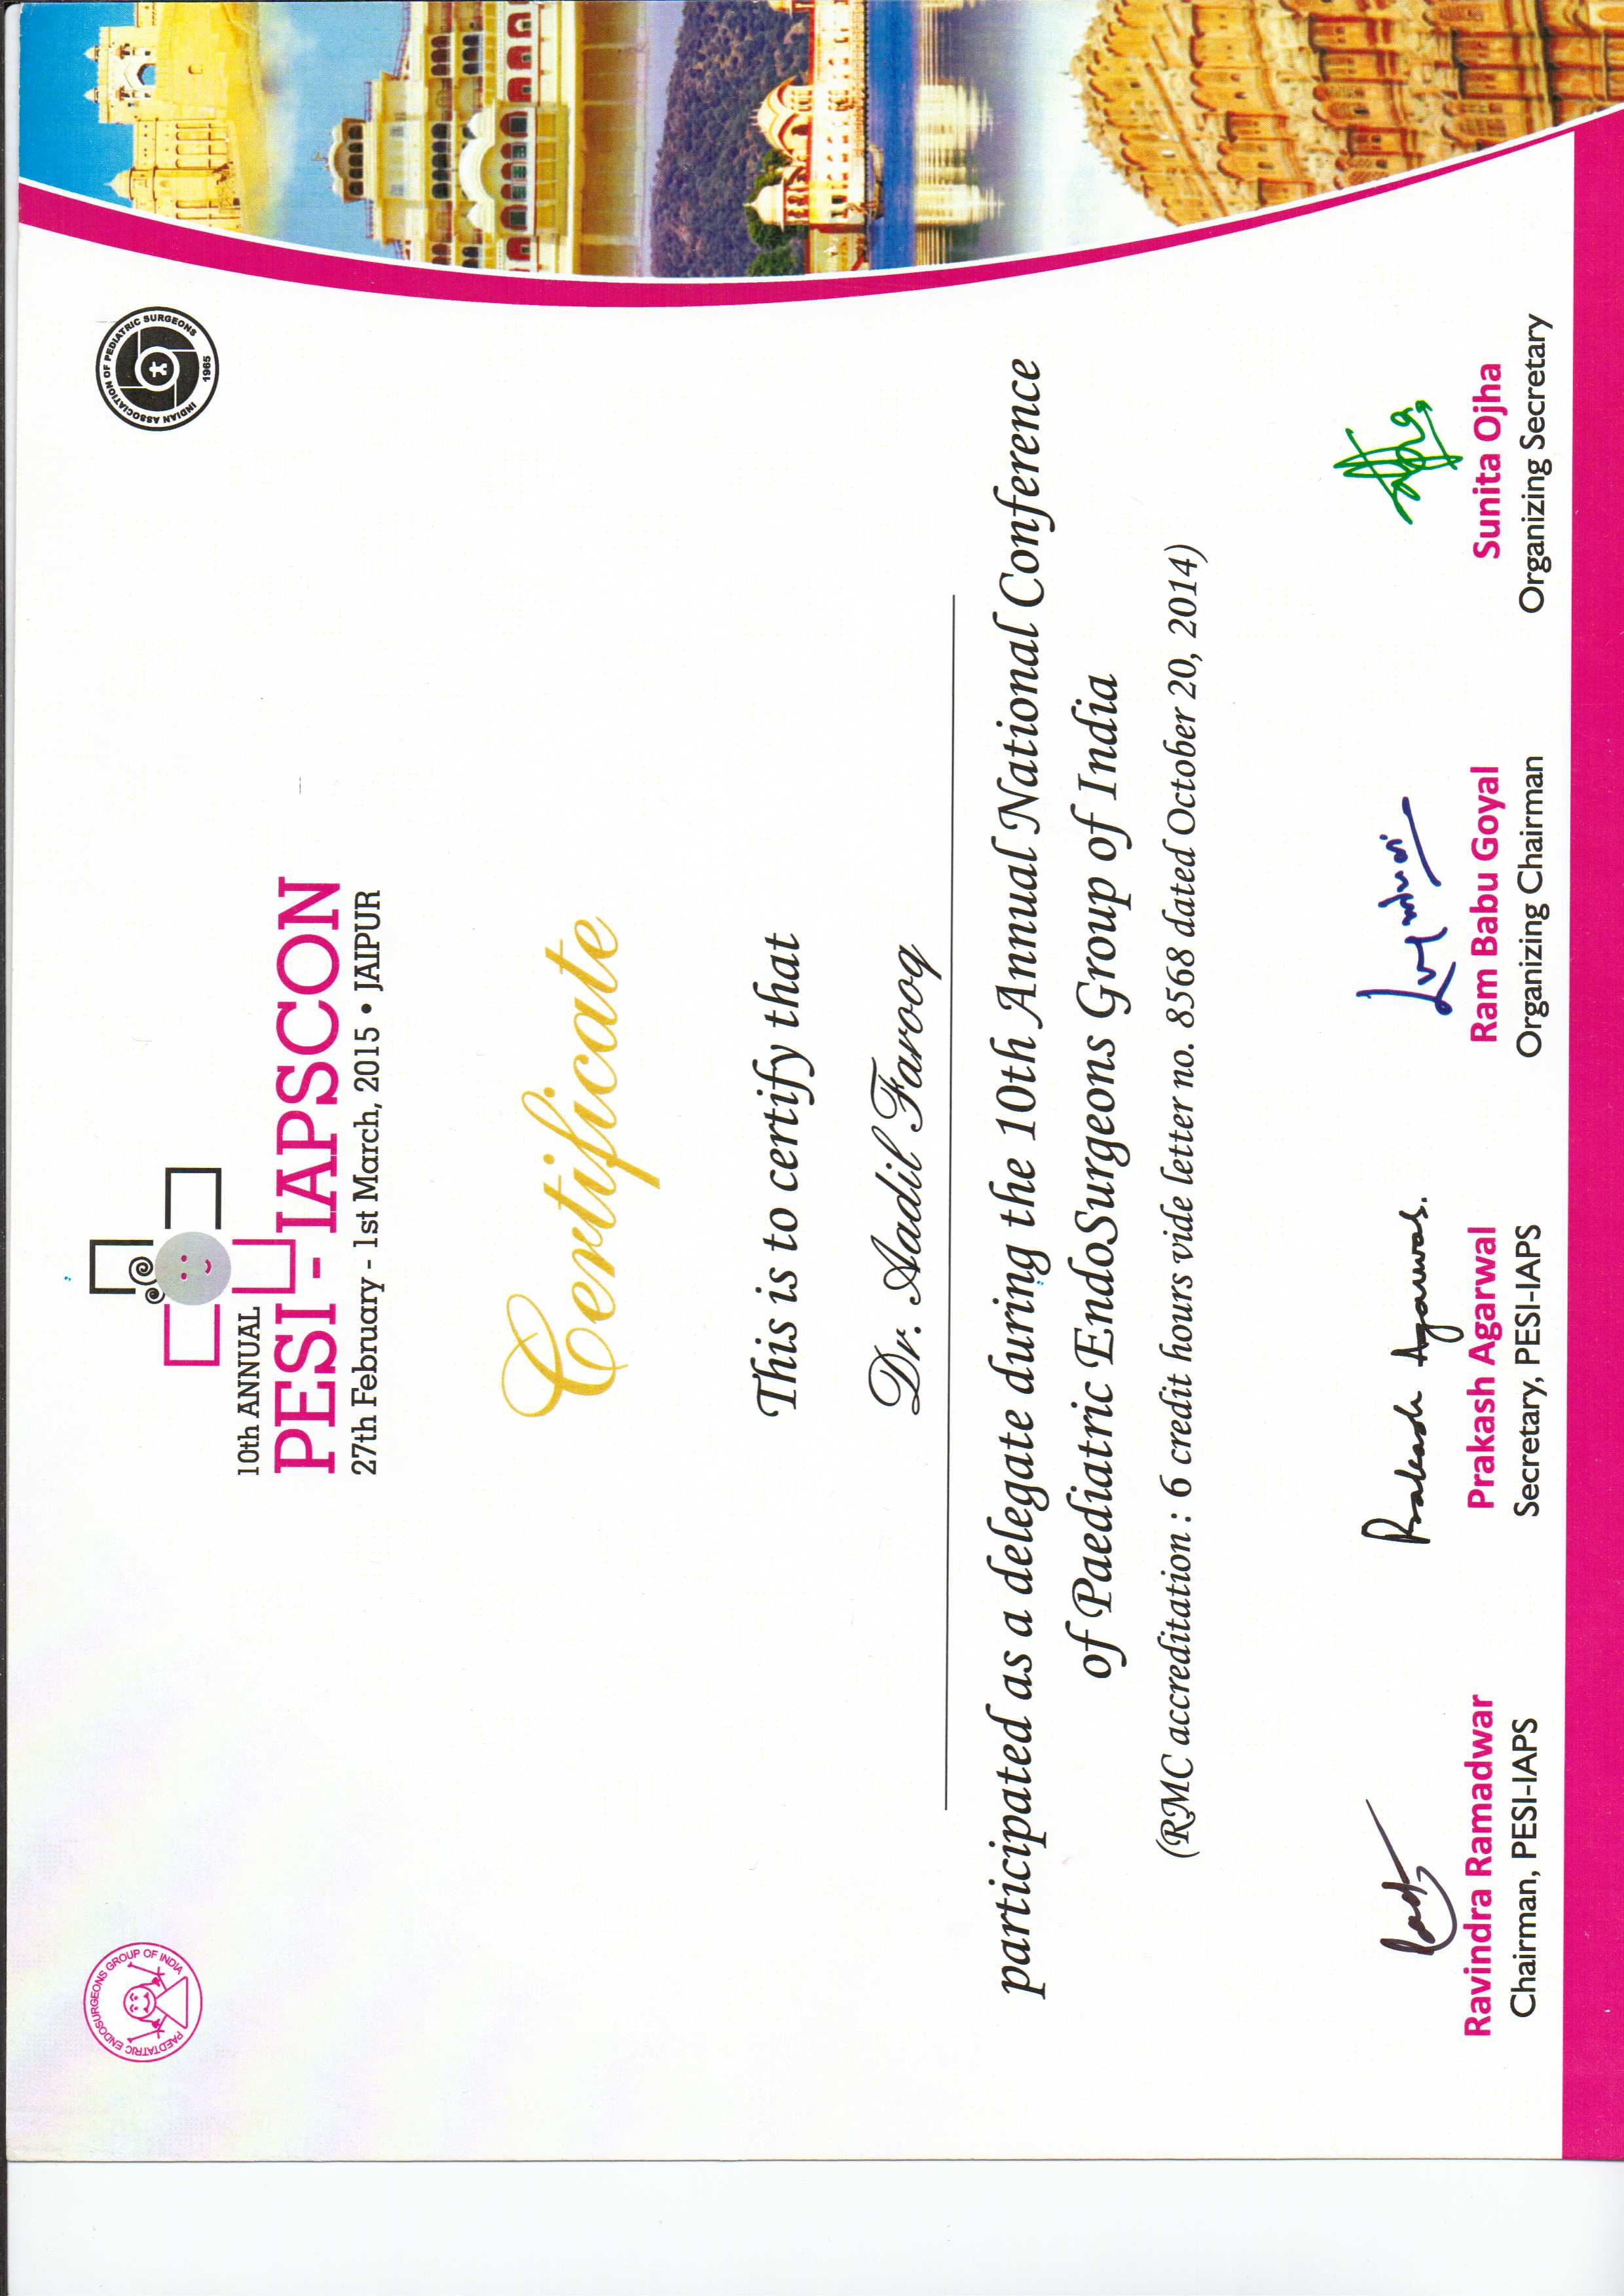 PAEDIATRIC ENDOSURGEONS GROUP OF INDIA
INDIAN ASSOCIATION OF PEDIATRIC SURGEONS
1965
10th ANNUAL
PESI - IAPSCON
27th February - 1st March, 2015 • JAIPUR
Certificate
This is to certify that
Dr. Aadil Farooq
participated as a delegate during the 10th Annual National Conference
of Paediatric EndoSurgeons Group of India
(RMC accreditation : 6 credit hours vide letter no. 8568 dated October 20, 2014)
Prakash Agarwal.
Ravindra Ramadwar
Chairman, PESI-IAPS
Prakash Agarwal
Secretary, PESI-IAPS
Ram Babu Goyal
Organizing Chairman
Sunita Ojha
Organizing Secretary